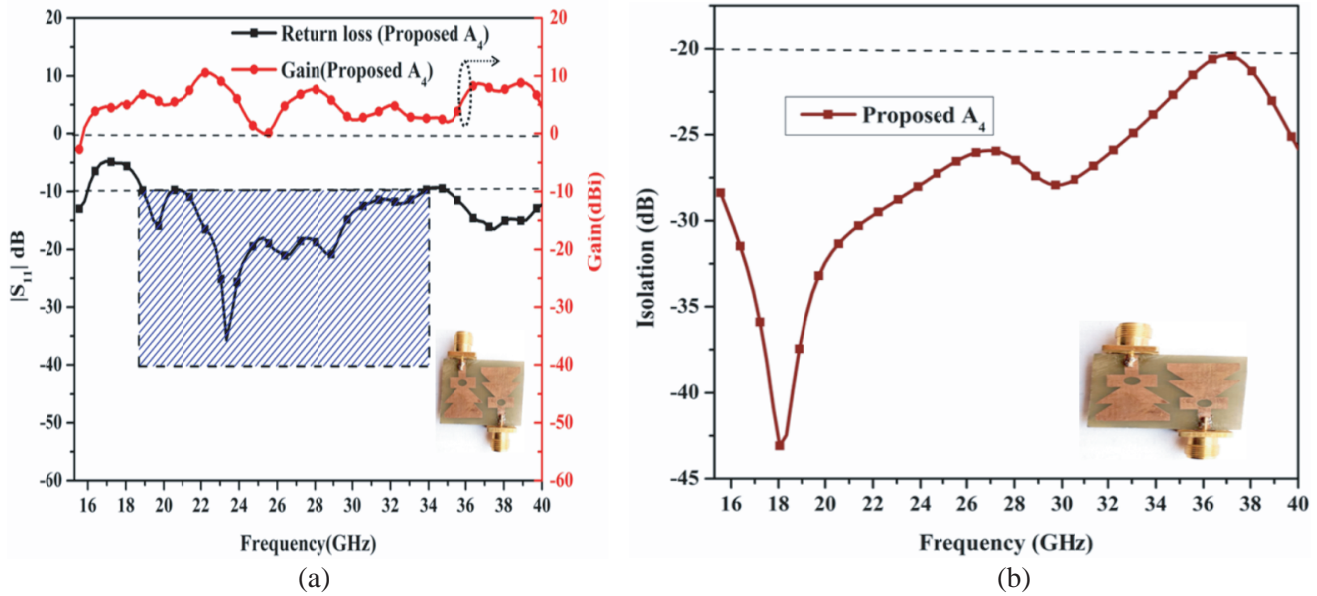 Return loss (Proposed A4)
Gain(Proposed A4)
20
10
0
-10
-20
-30
-40
-50
-60
|S11| dB
20
10
0
-10
-20
-30
-40
-50
-60
Gain(dBi)
16 18 20 22 24 26 28 30 32 34 36 38 40
Frequency(GHz)
(a)
Proposed A4
-20
-25
-30
-35
-40
-45
Isolation (dB)
16 18 20 22 24 26 28 30 32 34 36 38 40
Frequency (GHz)
(b)